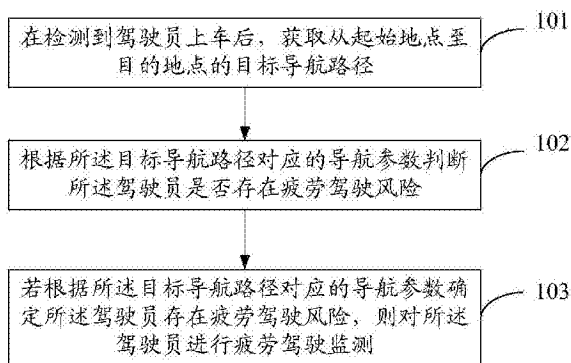 在检测到驾驶员上车后，获取从起始地点至
目的地点的目标导航路径
101
根据所述目标导航路径对应的导航参数判断
所述驾驶员是否存在疲劳驾驶风险
102
若根据所述目标导航路径对应的导航参数确
定所述驾驶员存在疲劳驾驶风险，则对所述
驾驶员进行疲劳驾驶监测
103